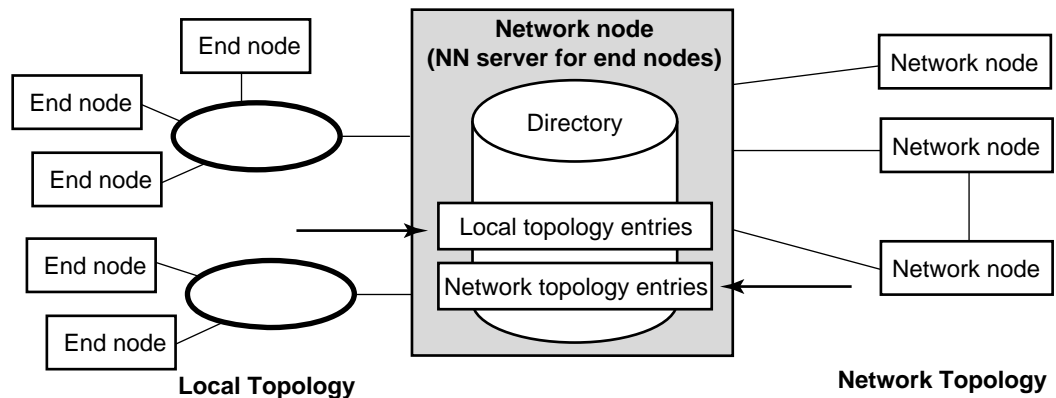 End node
End node
End node
End node
End node
Local Topology
Network node
(NN server for end nodes)
Directory
Local topology entries
Network topology entries
Network node
Network node
Network node
Network Topology